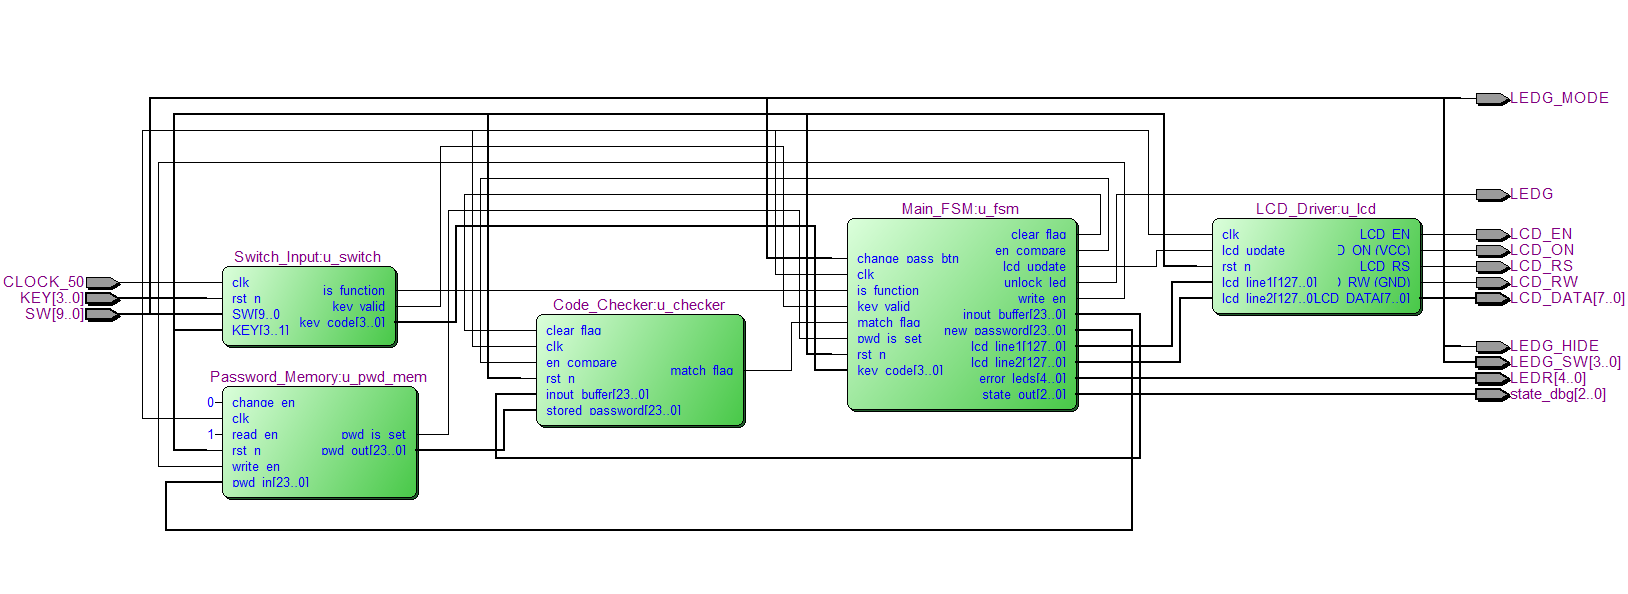 CLOCK_50
KEY[3..0]
SW[9..0]
Switch_Input:u_switch
clk
rst_n
SW[9..0
KEY[3..1]
is_function
key_valid
key_code[3..0]
Password_Memory:u_pwd_mem
0
change_en
clk
1
read_en
rst_n
write_en
pwd_in[23..0]
pwd_is_set
pwd_out[23..0]
Code_Checker:u_checker
clear_flag
clk
en_compare
rst_n
input_buffer[23..0]
stored_password[23..0]
match_flag
Main_FSM:u_fsm
change_pass_btn
clk
is_function
key_valid
match_flag
pwd_is_set
rst_n
key_code[3..0]
clear_flag
en_compare
lcd_update
unlock_led
write_en
input_buffer[23..0]
new_password[23..0]
lcd_line1[127..0]
lcd_line2[127..0]
error_leds[4..0]
state_out[2..0]
LCD_Driver:u_lcd
clk
lcd_update
rst_n
lcd_line1[127..0]
lcd_line2[127..0
LCD_EN
D_ON (VCC)
LCD_RS
D_RW (GND)
LCD_DATA[7..0]
LEDG_MODE
LEDG
LCD_EN
LCD_ON
LCD_RS
LCD_RW
LCD_DATA[7..0]
LEDG_HIDE
LEDG_SW[3..0]
LEDR[4..0]
state_dbg[2..0]